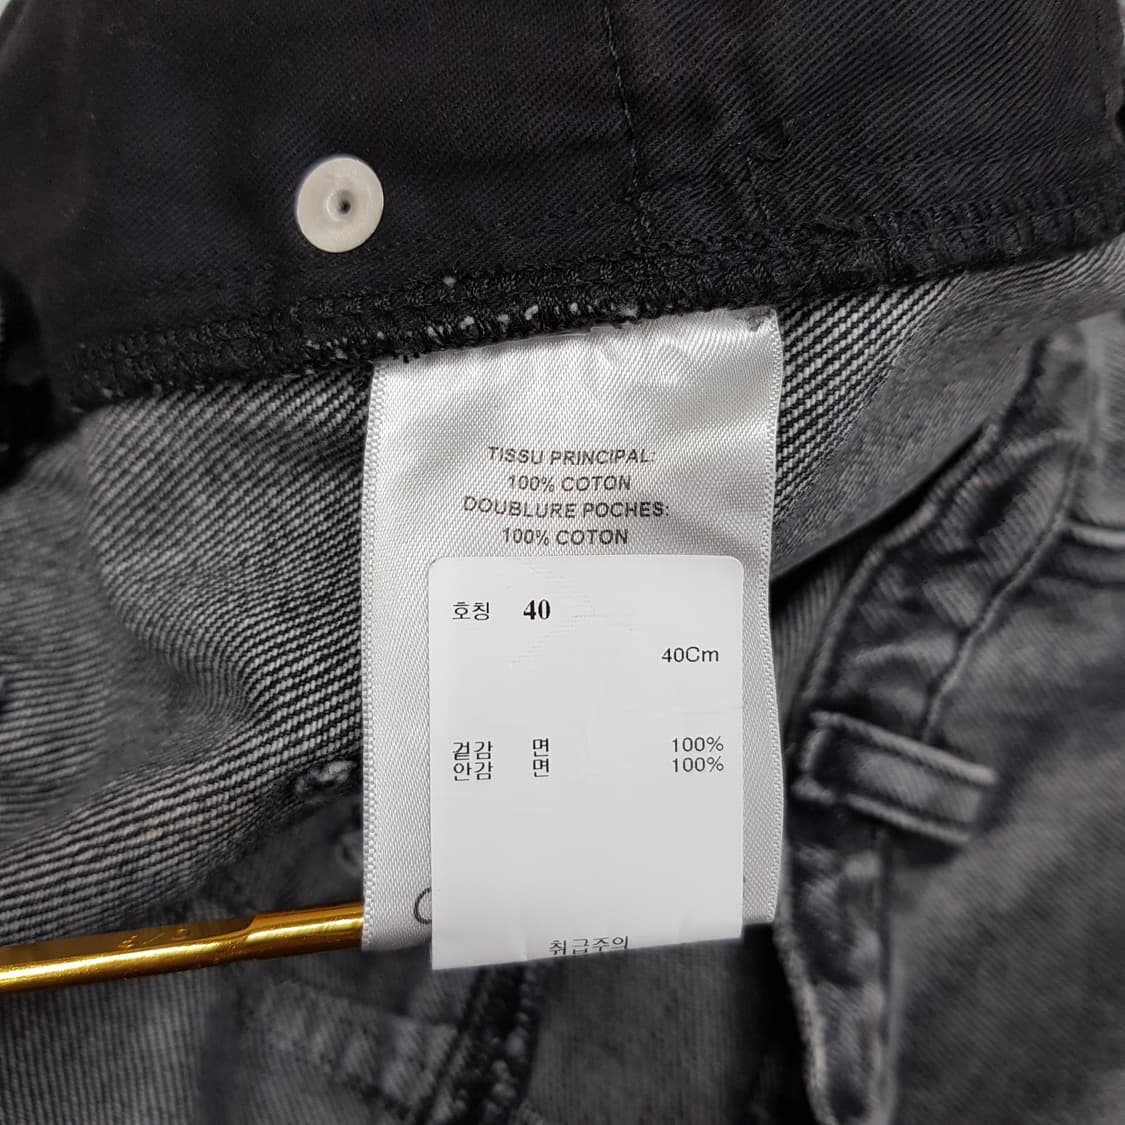 TISSU PRINCIPAL:
100% COTON
DOUBLURE POCHES:
100% COTON
호칭 40
40Cm
겉감 면 100%
안감 면 100%
취급주의